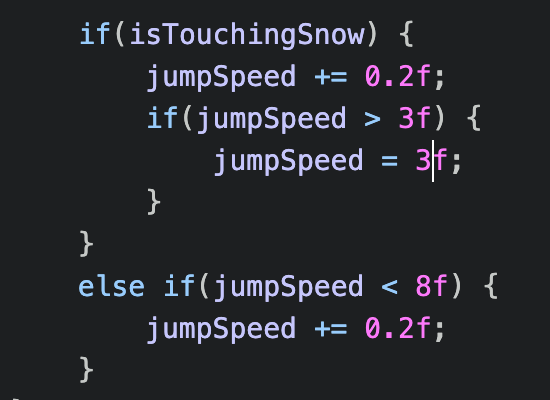 if(isTouchingSnow) {
jumpSpeed += 0.2f;
if(jumpSpeed > 3f) {
jumpSpeed = 3f;
}
}
else if(jumpSpeed < 8f) {
jumpSpeed += 0.2f;
}